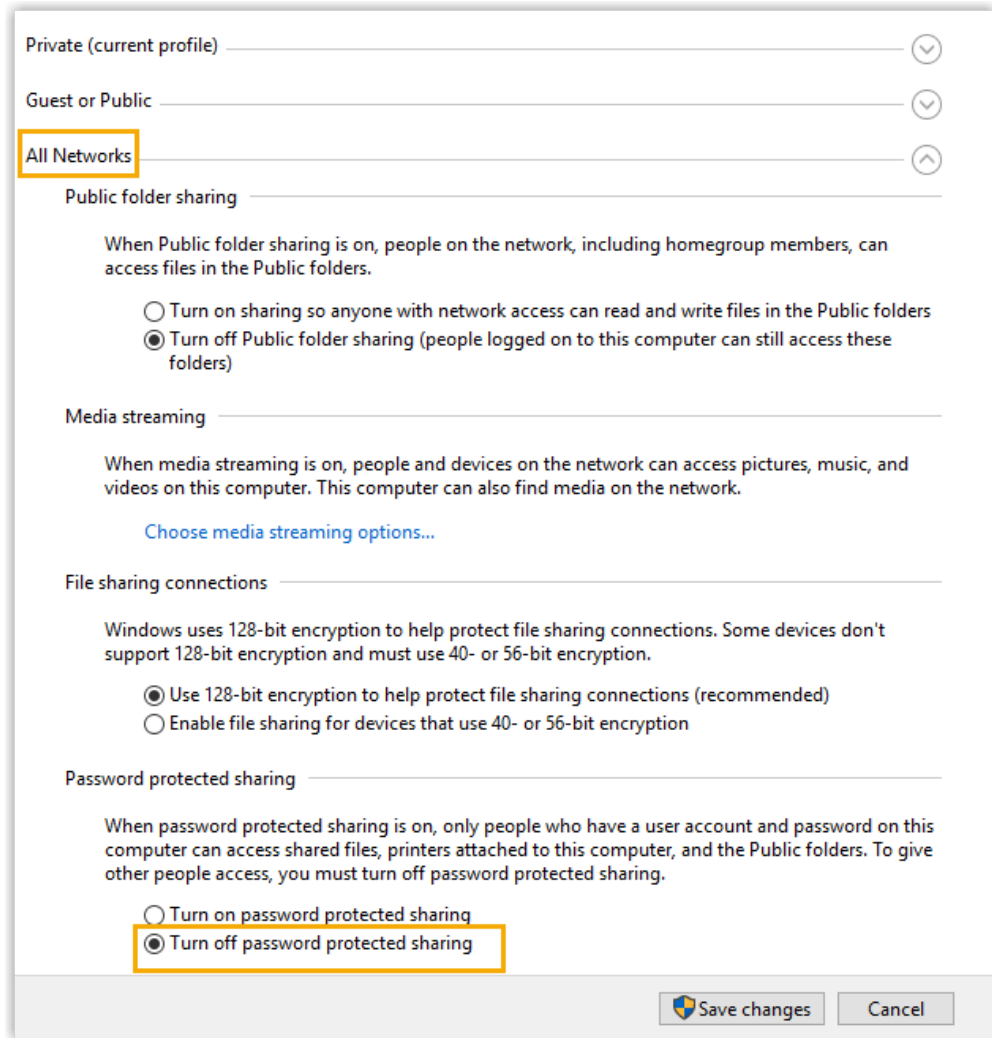 Private (current profile)
Guest or Public
All Networks
Public folder sharing
When Public folder sharing is on, people on the network, including homegroup members, can
access files in the Public folders.
Turn on sharing so anyone with network access can read and write files in the Public folders
Turn off Public folder sharing (people logged on to this computer can still access these
folders)
Media streaming
When media streaming is on, people and devices on the network can access pictures, music, and
videos on this computer. This computer can also find media on the network.
Choose media streaming options...
File sharing connections
Windows uses 128-bit encryption to help protect file sharing connections. Some devices don't
support 128-bit encryption and must use 40- or 56-bit encryption.
Use 128-bit encryption to help protect file sharing connections (recommended)
Enable file sharing for devices that use 40- or 56-bit encryption
Password protected sharing
When password protected sharing is on, only people who have a user account and password on this
computer can access shared files, printers attached to this computer, and the Public folders. To give
other people access, you must turn off password protected sharing.
Turn on password protected sharing
Turn off password protected sharing
Save changes
Cancel